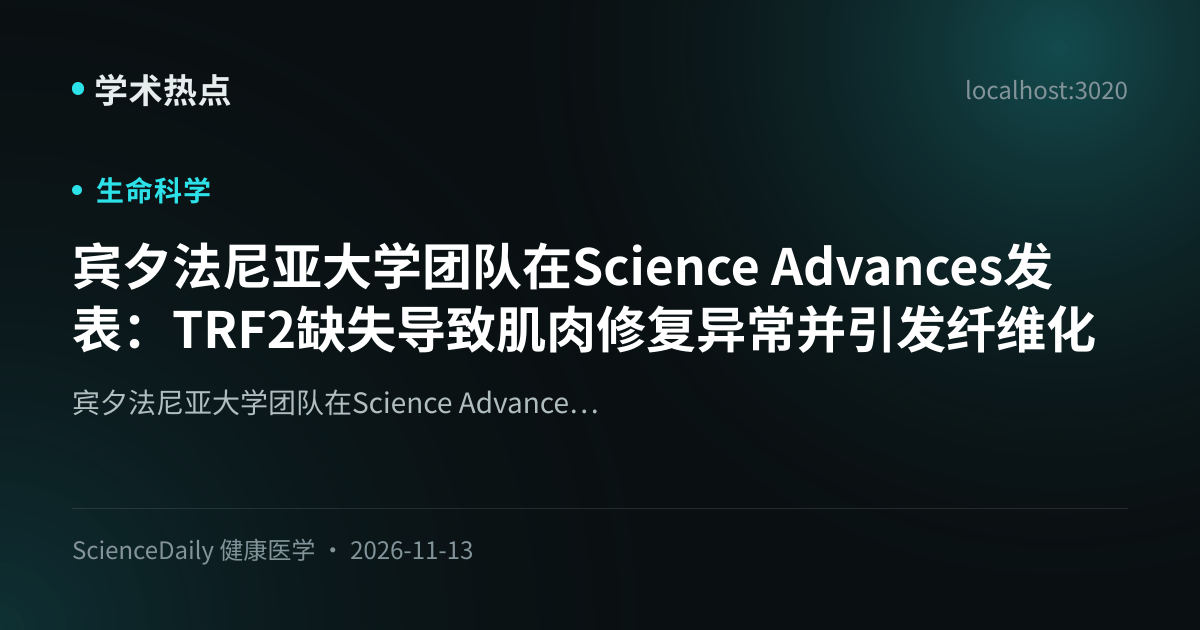 学术热点
localhost:3020
生命科学
宾夕法尼亚大学团队在Science Advances发
表：TRF2缺失导致肌肉修复异常并引发纤维化
宾夕法尼亚大学团队在Science Advance…
ScienceDaily 健康医学 · 2026-11-13